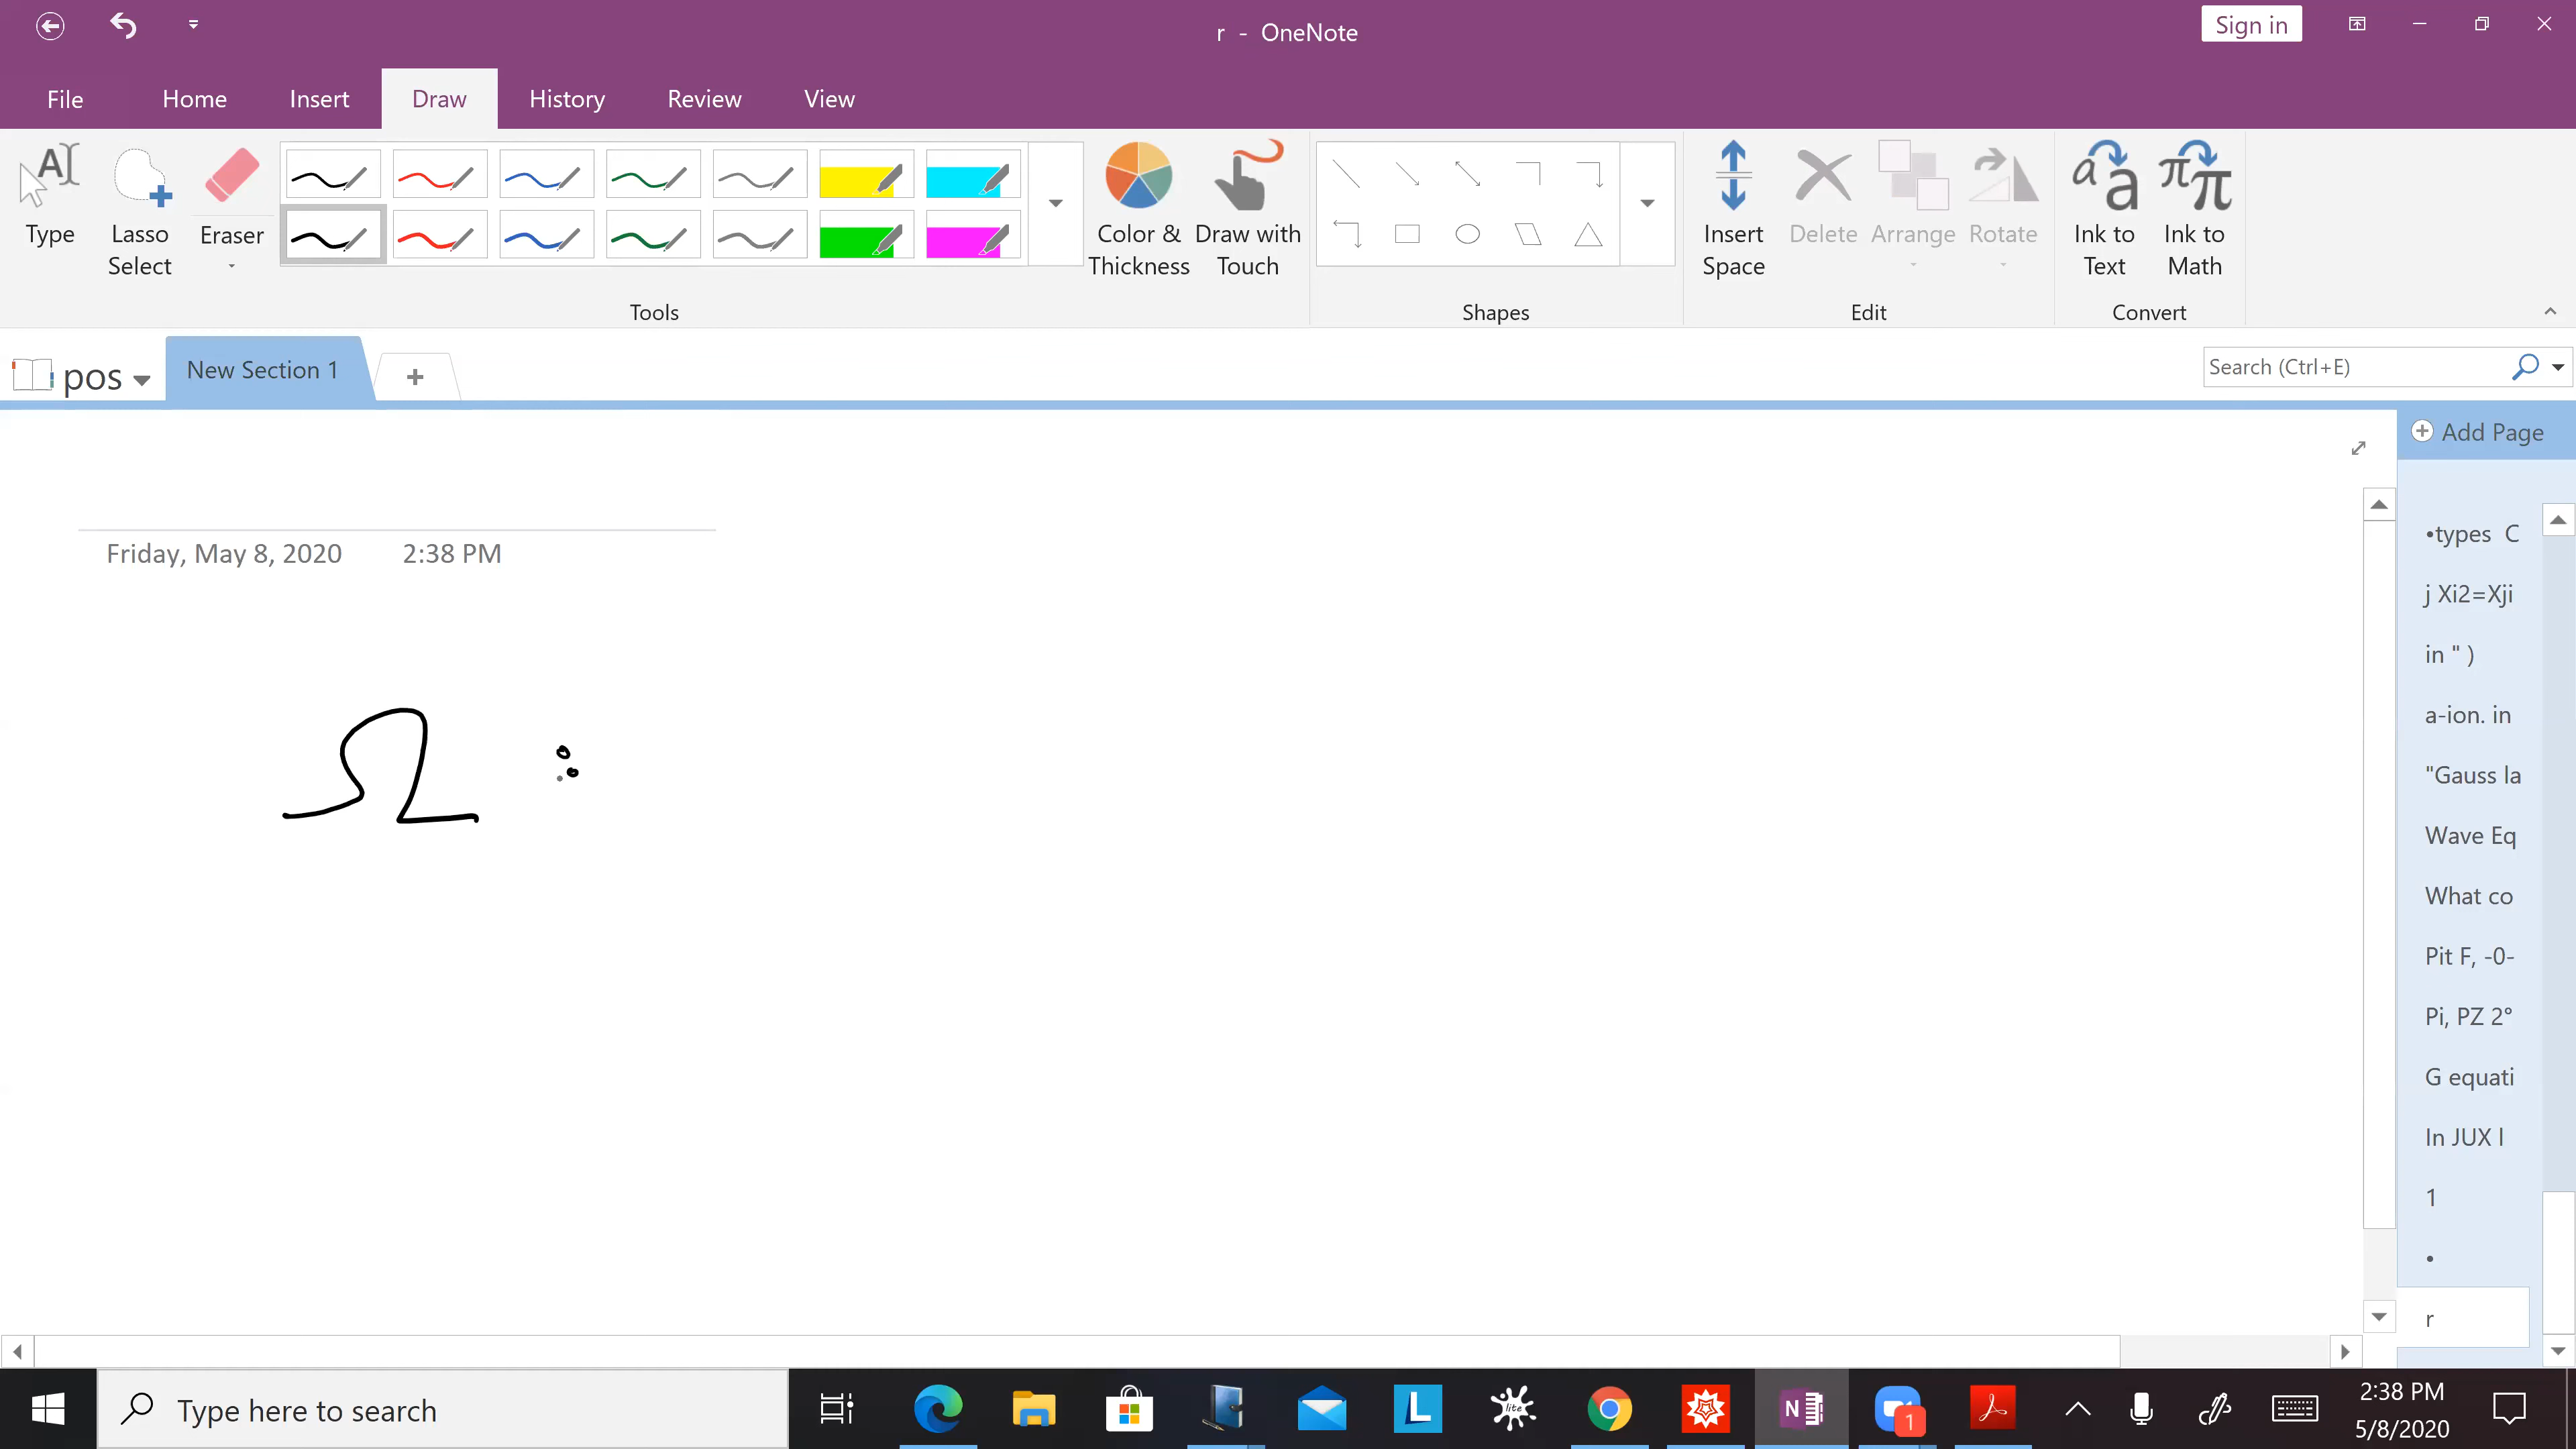 r - OneNote
Sign in
File Home Insert Draw History Review View
Type
Lasso Select
Eraser
Color & Thickness
Draw with Touch
Insert Space
Delete
Arrange
Rotate
Ink to Text
Ink to Math
Tools Shapes Edit Convert
pos New Section 1 +
Search (Ctrl+E)
Add Page
Friday, May 8, 2020 2:38 PM
Ω :
•types C
j Xi2=Xji
in " )
a-ion. in
"Gauss la
Wave Eq
What co
Pit F, -0-
Pi, PZ 2°
G equati
In JUX l
1
•
r
Type here to search
L
lite
N
1
2:38 PM
5/8/2020